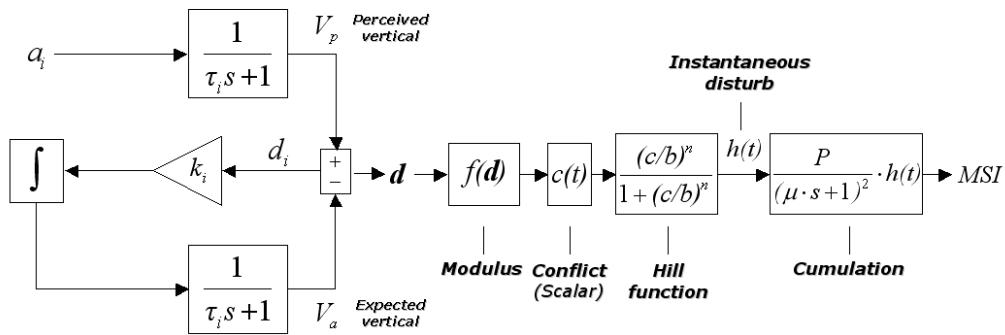 a_i
1
τ_i s+1
V_p Perceived
vertical
∫
k_i
d_i
+
−
1
τ_i s+1
V_a Expected
vertical
d
f(d)
Modulus
c(t)
Conflict
(Scalar)
(c/b)^n
1+(c/b)^n
Hill
function
Instantaneous
disturb
h(t)
P
(μ·s+1)^2
·h(t)
Cumulation
MSI